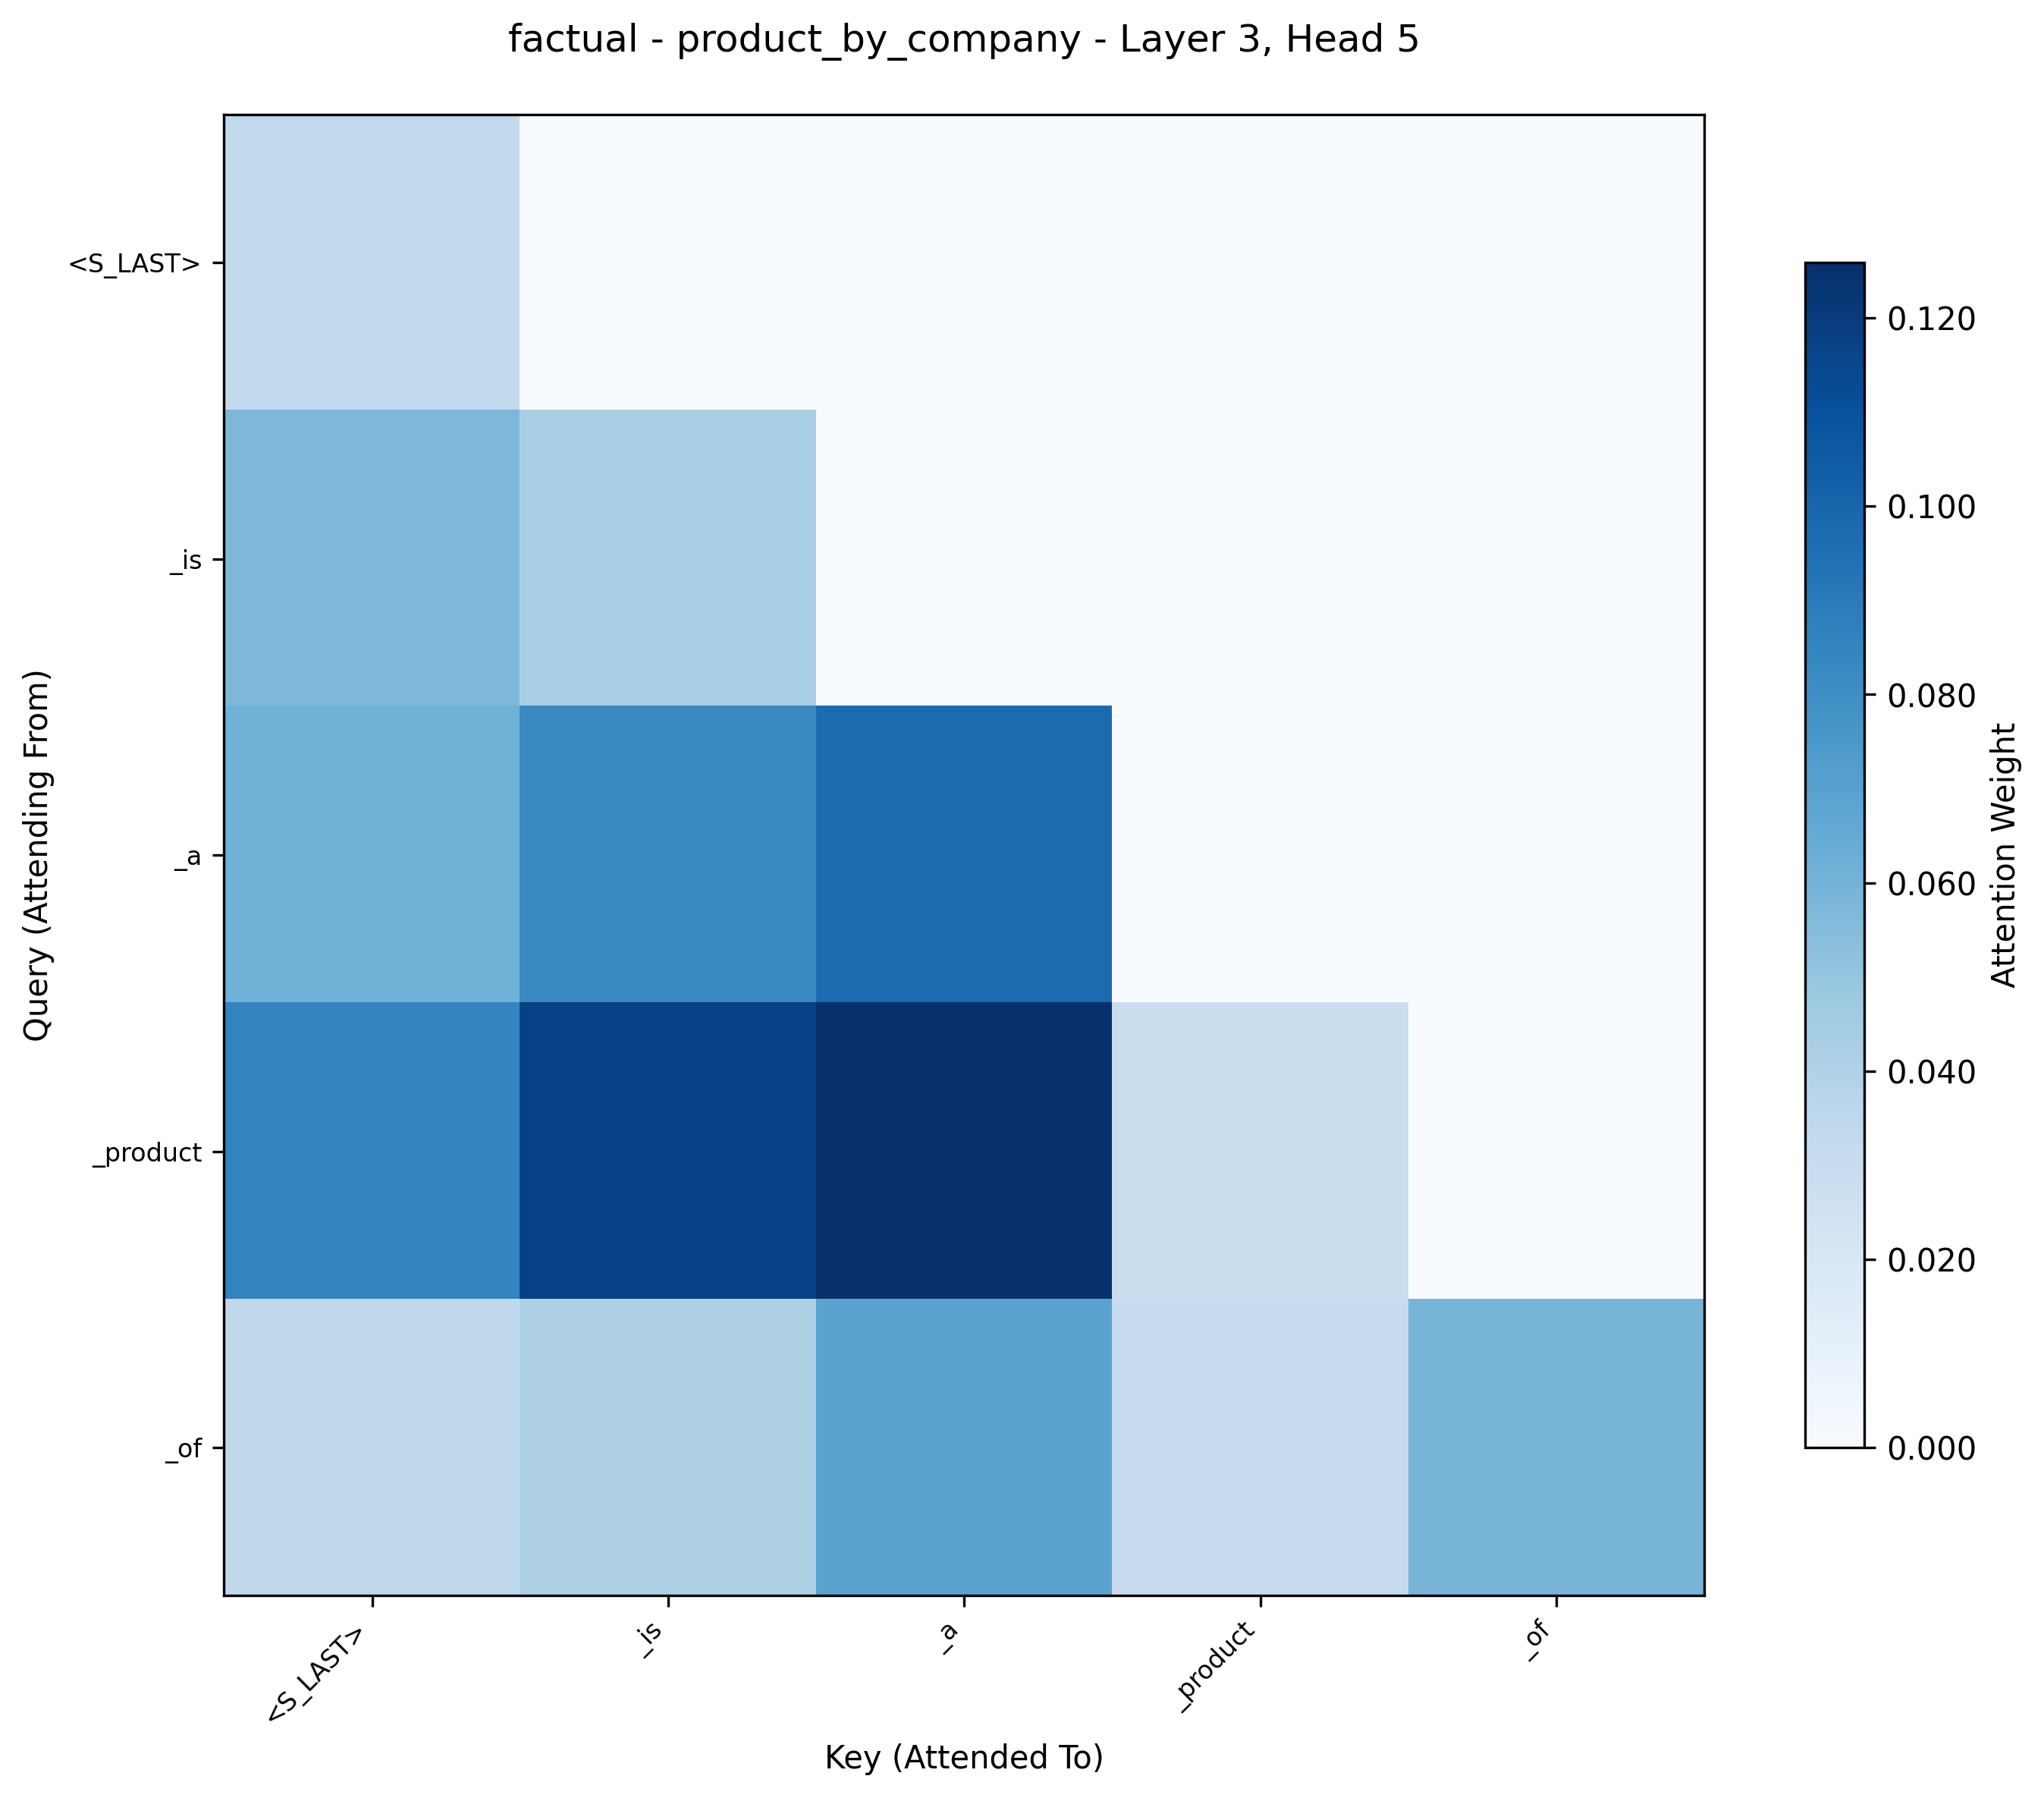 factual - product_by_company - Layer 3, Head 5
Query (Attending From)
<S_LAST>
_is
_a
_product
_of
<S_LAST>
_is
_a
_product
_of
Key (Attended To)
0.120
0.100
0.080
0.060
0.040
0.020
0.000
Attention Weight